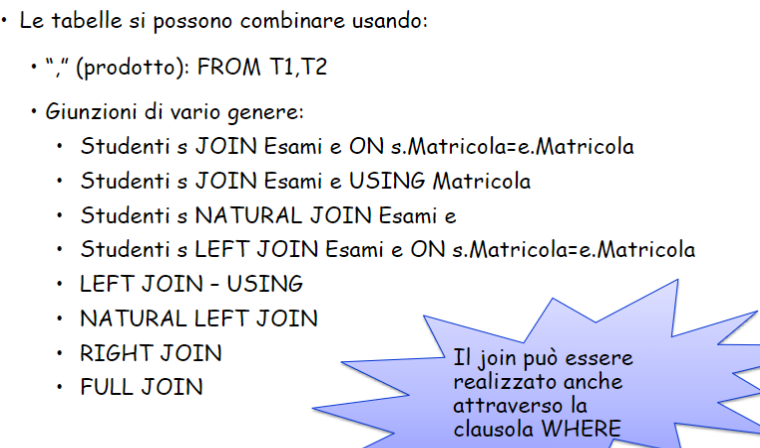 • Le tabelle si possono combinare usando:
• “,” (prodotto): FROM T1,T2
• Giunzioni di vario genere:
• Studenti s JOIN Esami e ON s.Matricola=e.Matricola
• Studenti s JOIN Esami e USING Matricola
• Studenti s NATURAL JOIN Esami e
• Studenti s LEFT JOIN Esami e ON s.Matricola=e.Matricola
• LEFT JOIN – USING
• NATURAL LEFT JOIN
• RIGHT JOIN
• FULL JOIN
Il join può essere
realizzato anche
attraverso la
clausola WHERE